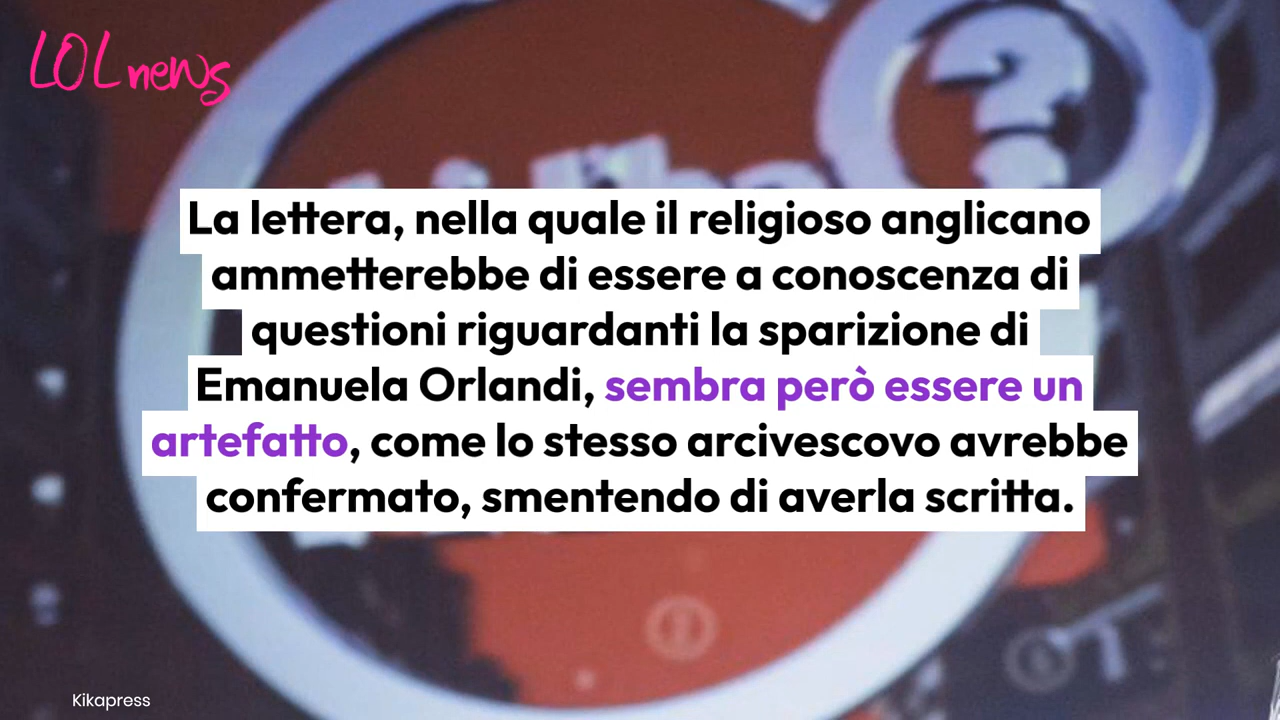 LOL news
La lettera, nella quale il religioso anglicano
ammetterebbe di essere a conoscenza di
questioni riguardanti la sparizione di
Emanuela Orlandi, sembra però essere un
artefatto, come lo stesso arcivescovo avrebbe
confermato, smentendo di averla scritta.
Kikapress